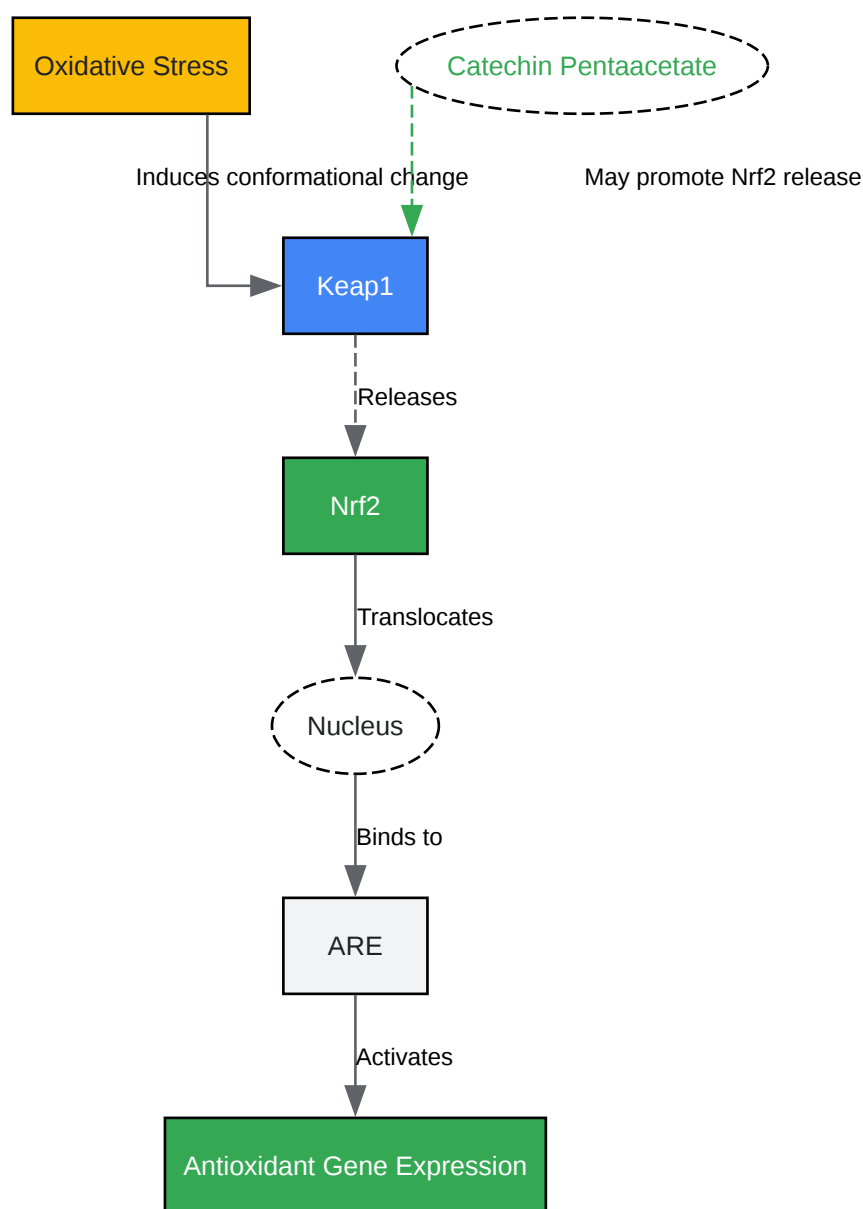 Oxidative Stress
Catechin Pentaacetate
Induces conformational change
May promote Nrf2 release
Keap1
Releases
Nrf2
Translocates
Nucleus
Binds to
ARE
Activates
Antioxidant Gene Expression